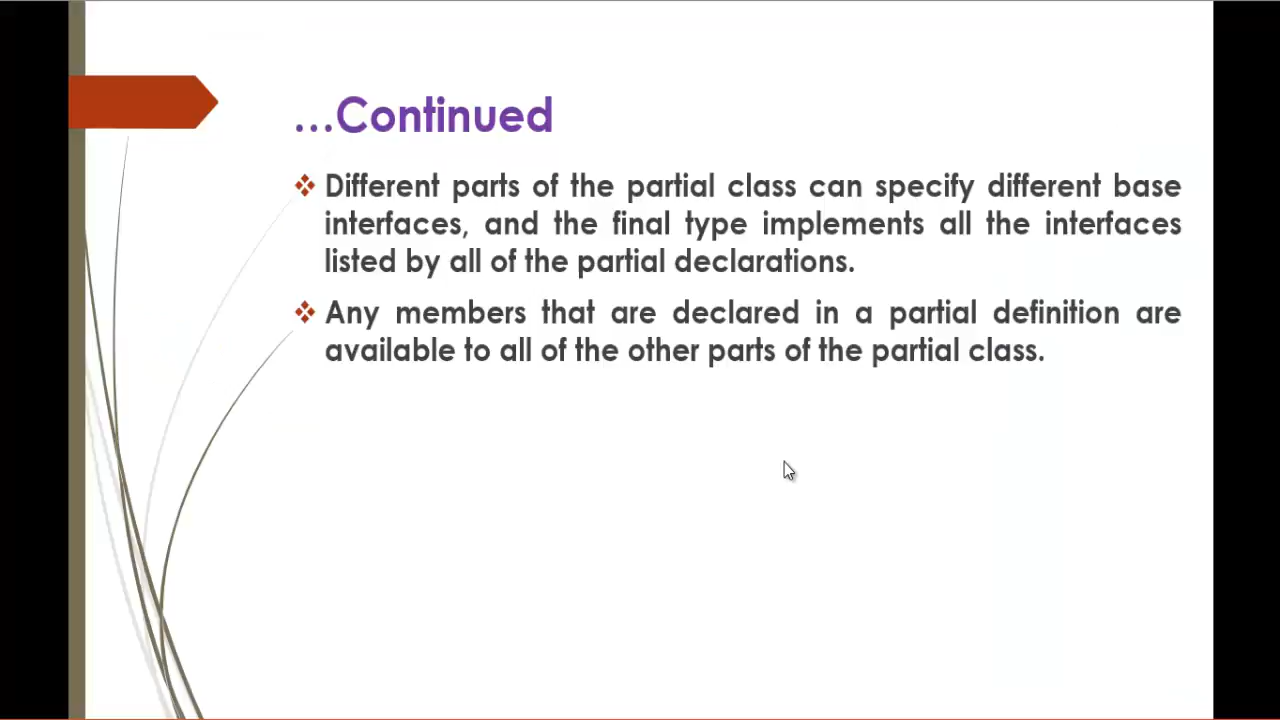 ...Continued
Different parts of the partial class can specify different base
interfaces, and the final type implements all the interfaces
listed by all of the partial declarations.
Any members that are declared in a partial definition are
available to all of the other parts of the partial class.